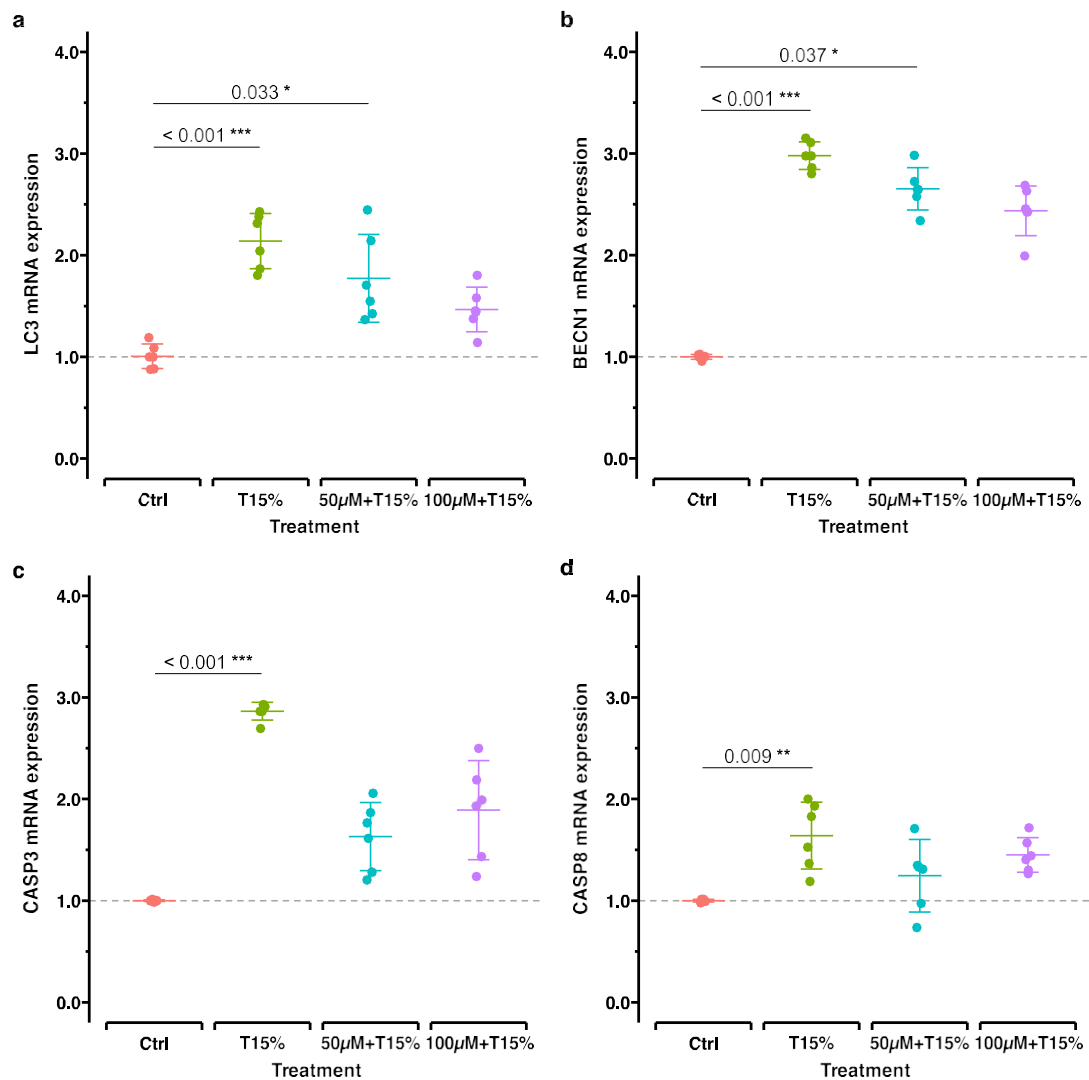 a
4.0
3.0
2.0
1.0
0.0
LC3 mRNA expression
0.033 *
< 0.001 ***
Ctrl T15% 50µM+T15% 100µM+T15%
Treatment
b
4.0
3.0
2.0
1.0
0.0
BECN1 mRNA expression
0.037 *
< 0.001 ***
Ctrl T15% 50µM+T15% 100µM+T15%
Treatment
c
4.0
3.0
2.0
1.0
0.0
CASP3 mRNA expression
< 0.001 ***
Ctrl T15% 50µM+T15% 100µM+T15%
Treatment
d
4.0
3.0
2.0
1.0
0.0
CASP8 mRNA expression
0.009 **
Ctrl T15% 50µM+T15% 100µM+T15%
Treatment